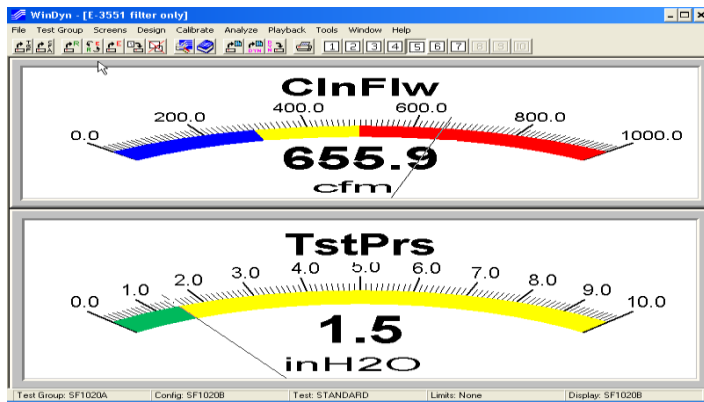 WinDyn - [E-3551 filter only]
File Test Group Screens Design Calibrate Analyze Playback Tools Window Help
1 2 3 4 5 6 7 8 9 10
ClnFlw
0.0 200.0 400.0 600.0 800.0 1000.0
655.9
cfm
TstPrs
0.0 1.0 2.0 3.0 4.0 5.0 6.0 7.0 8.0 9.0 10.0
1.5
inH2O
Test Group: SF1020A Config: SF1020B Test: STANDARD Limits: None Display: SF1020B